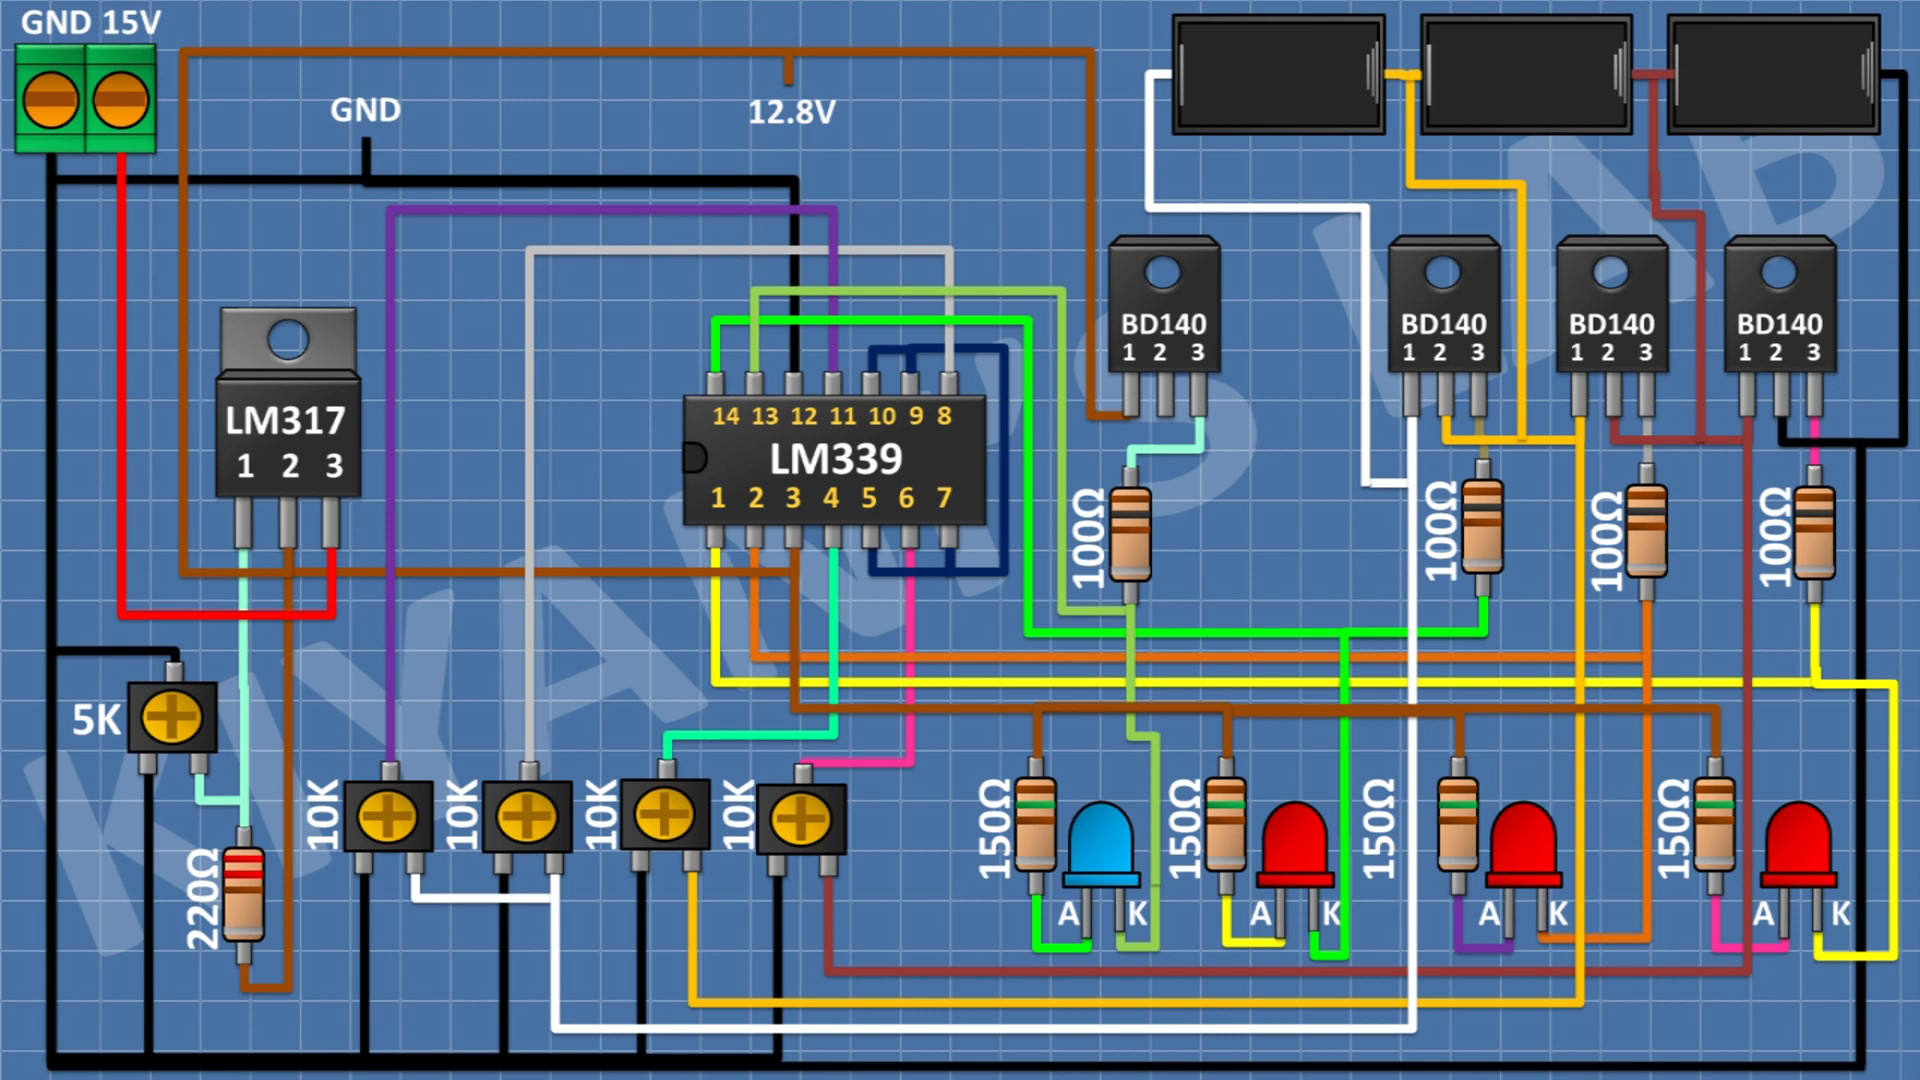 GND 15V
GND
12.8V
LM317
1 2 3
14 13 12 11 10 9 8
LM339
1 2 3 4 5 6 7
BD140
1 2 3
BD140
1 2 3
BD140
1 2 3
BD140
1 2 3
100Ω
100Ω
100Ω
100Ω
5K
220Ω
10K
10K
10K
10K
150Ω
A K
150Ω
A K
150Ω
A K
150Ω
A K
KIYAN'S LAB